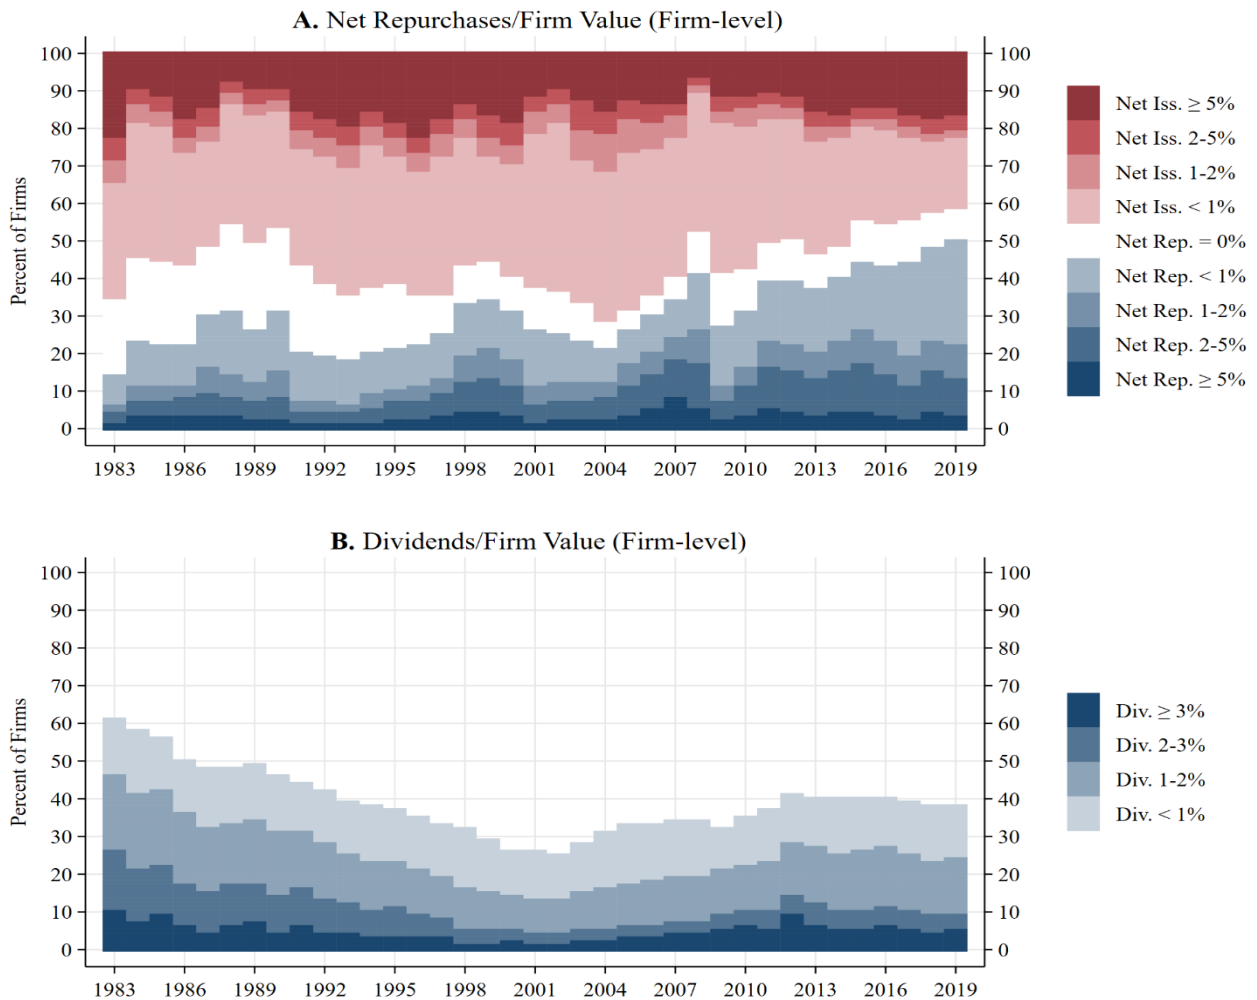 A. Net Repurchases/Firm Value (Firm-level)
Percent of Firms
100 100
90 90
80 80
70 70
60 60
50 50
40 40
30 30
20 20
10 10
0 0
1983 1986 1989 1992 1995 1998 2001 2004 2007 2010 2013 2016 2019
Net Iss. ≥ 5%
Net Iss. 2-5%
Net Iss. 1-2%
Net Iss. < 1%
Net Rep. = 0%
Net Rep. < 1%
Net Rep. 1-2%
Net Rep. 2-5%
Net Rep. ≥ 5%
B. Dividends/Firm Value (Firm-level)
Percent of Firms
100 100
90 90
80 80
70 70
60 60
50 50
40 40
30 30
20 20
10 10
0 0
1983 1986 1989 1992 1995 1998 2001 2004 2007 2010 2013 2016 2019
Div. ≥ 3%
Div. 2-3%
Div. 1-2%
Div. < 1%